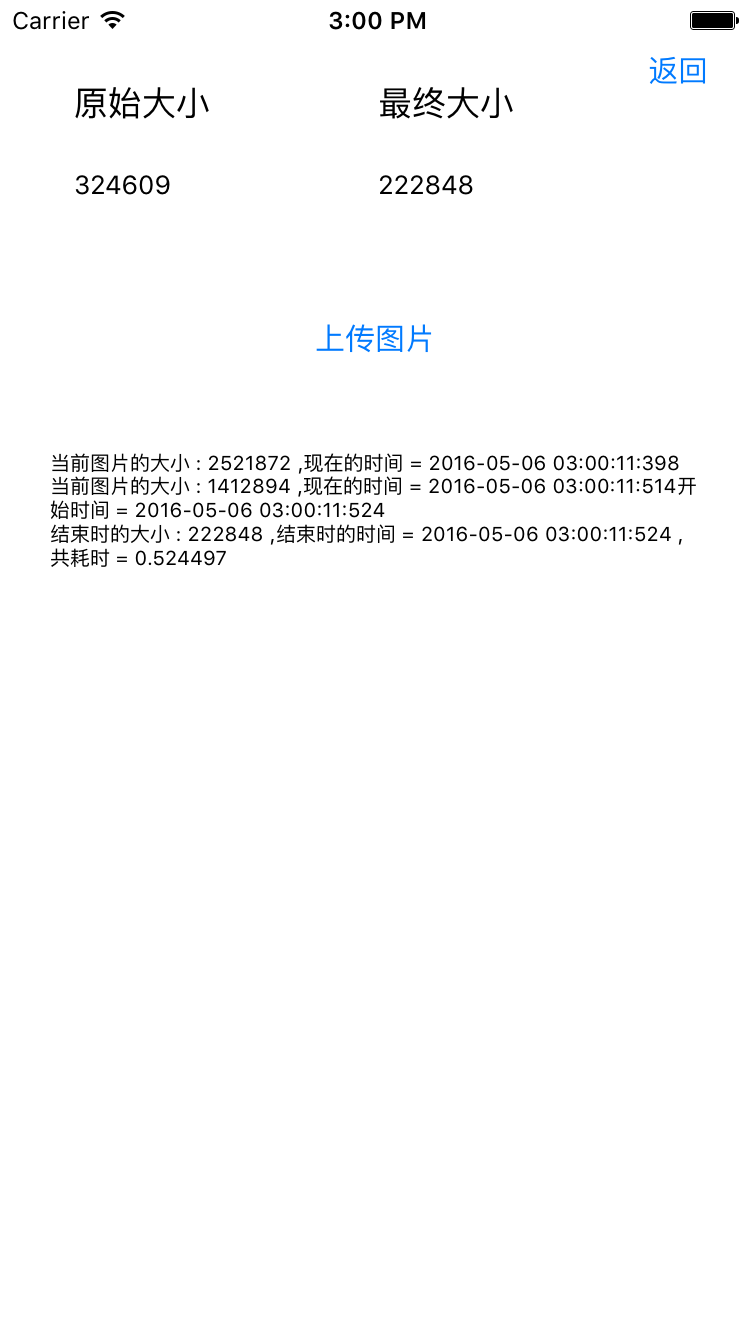 Carrier 3:00 PM
返回
原始大小 最终大小
324609 222848
上传图片
当前图片的大小 : 2521872 ,现在的时间 = 2016-05-06 03:00:11:398
当前图片的大小 : 1412894 ,现在的时间 = 2016-05-06 03:00:11:514开
始时间 = 2016-05-06 03:00:11:524
结束时的大小 : 222848 ,结束时的时间 = 2016-05-06 03:00:11:524 ,
共耗时 = 0.524497